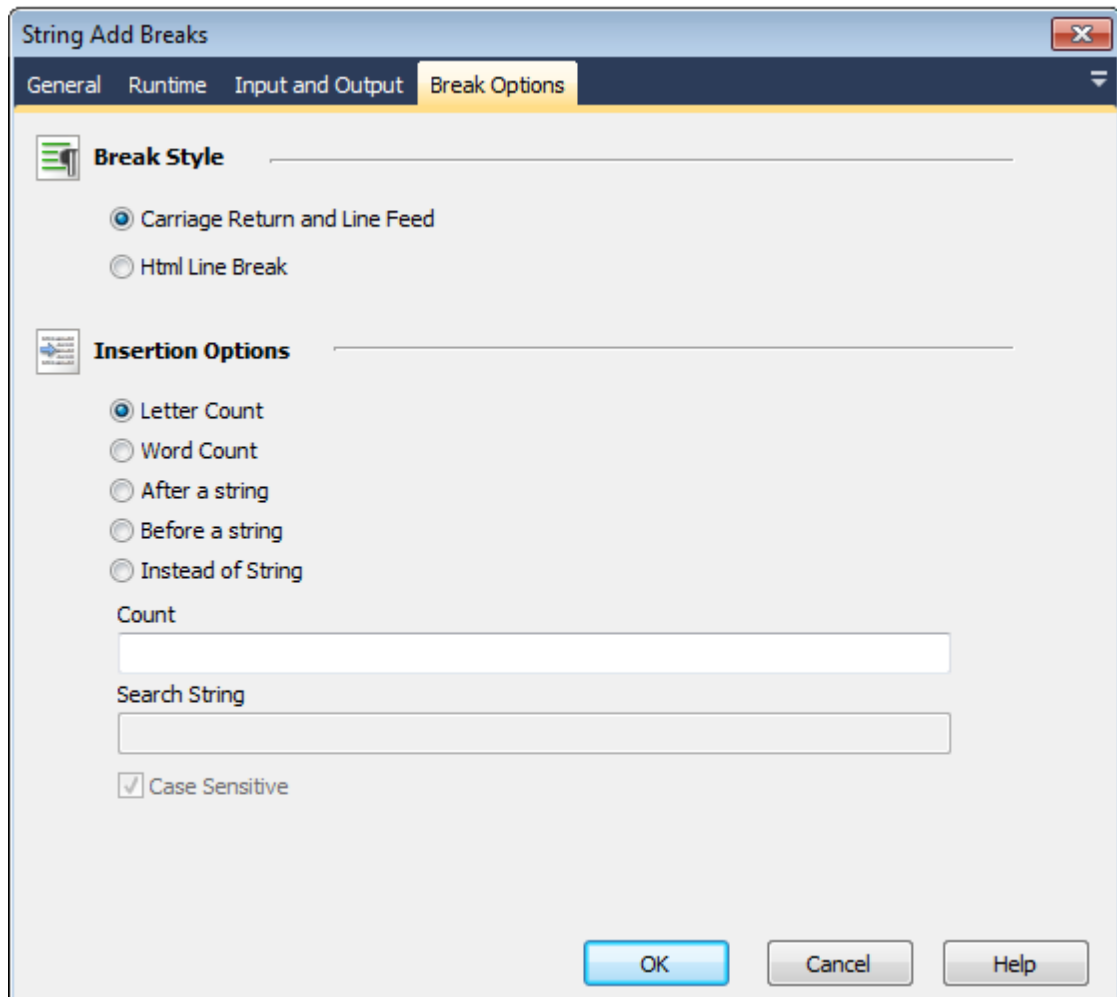 String Add Breaks
General Runtime Input and Output Break Options
Break Style
Carriage Return and Line Feed
Html Line Break
Insertion Options
Letter Count
Word Count
After a string
Before a string
Instead of String
Count
Search String
Case Sensitive
OK Cancel Help